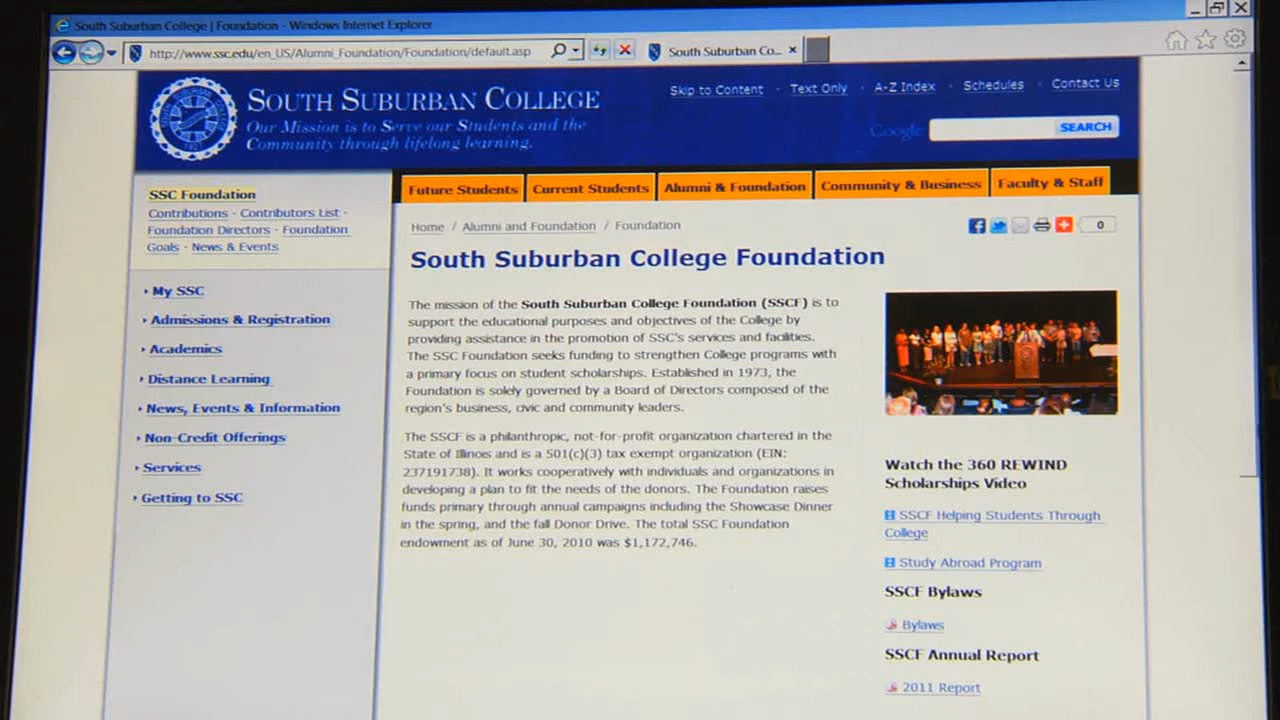 South Suburban College | Foundation - Windows Internet Explorer
http://www.ssc.edu/en_US/Alumni_Foundation/Foundation/default.asp
South Suburban Co...
Skip to Content · Text Only · A-Z Index · Schedules · Contact Us
SOUTH SUBURBAN COLLEGE
Our Mission is to Serve our Students and the
Community through lifelong learning.
Google
SEARCH
Future Students
Current Students
Alumni & Foundation
Community & Business
Faculty & Staff
SSC Foundation
Contributions · Contributors List ·
Foundation Directors · Foundation
Goals · News & Events
My SSC
Admissions & Registration
Academics
Distance Learning
News, Events & Information
Non-Credit Offerings
Services
Getting to SSC
Home / Alumni and Foundation / Foundation
0
South Suburban College Foundation
The mission of the South Suburban College Foundation (SSCF) is to
support the educational purposes and objectives of the College by
providing assistance in the promotion of SSC's services and facilities.
The SSC Foundation seeks funding to strengthen College programs with
a primary focus on student scholarships. Established in 1973, the
Foundation is solely governed by a Board of Directors composed of the
region's business, civic and community leaders.
The SSCF is a philanthropic, not-for-profit organization chartered in the
State of Illinois and is a 501(c)(3) tax exempt organization (EIN:
237191738). It works cooperatively with individuals and organizations in
developing a plan to fit the needs of the donors. The Foundation raises
funds primary through annual campaigns including the Showcase Dinner
in the spring, and the fall Donor Drive. The total SSC Foundation
endowment as of June 30, 2010 was $1,172,746.
Watch the 360 REWIND
Scholarships Video
SSCF Helping Students Through
College
Study Abroad Program
SSCF Bylaws
Bylaws
SSCF Annual Report
2011 Report